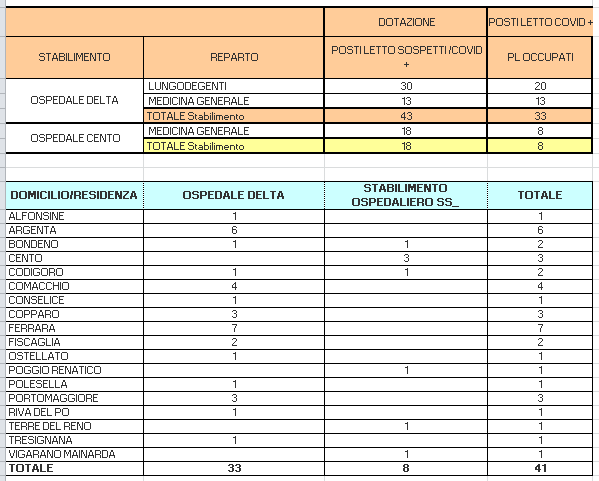 DOTAZIONE POSTI LETTO COVID +
STABILIMENTO REPARTO POSTI LETTO SOSPETTI /COVID + PL OCCUPATI
OSPEDALE DELTA LUNGODEGENTI 30 20
MEDICINA GENERALE 13 13
TOTALE Stabilimento 43 33
OSPEDALE CENTO MEDICINA GENERALE 18 8
TOTALE Stabilimento 18 8
DOMICILIO/RESIDENZA OSPEDALE DELTA STABILIMENTO OSPEDALIERO SS_ TOTALE
ALFONSINE 1 1
ARGENTA 6 6
BONDENO 1 1 2
CENTO 3 3
CODIGORO 1 1 2
COMACCHIO 4 4
CONSELICE 1 1
COPPARO 3 3
FERRARA 7 7
FISCAGLIA 2 2
OSTELLATO 1 1
POGGIO RENATICO 1 1
POLESELLA 1 1
PORTOMAGGIORE 3 3
RIVA DEL PO 1 1
TERRE DEL RENO 1 1
TRESIGNANA 1 1
VIGARANO MAINARDA 1 1
TOTALE 33 8 41